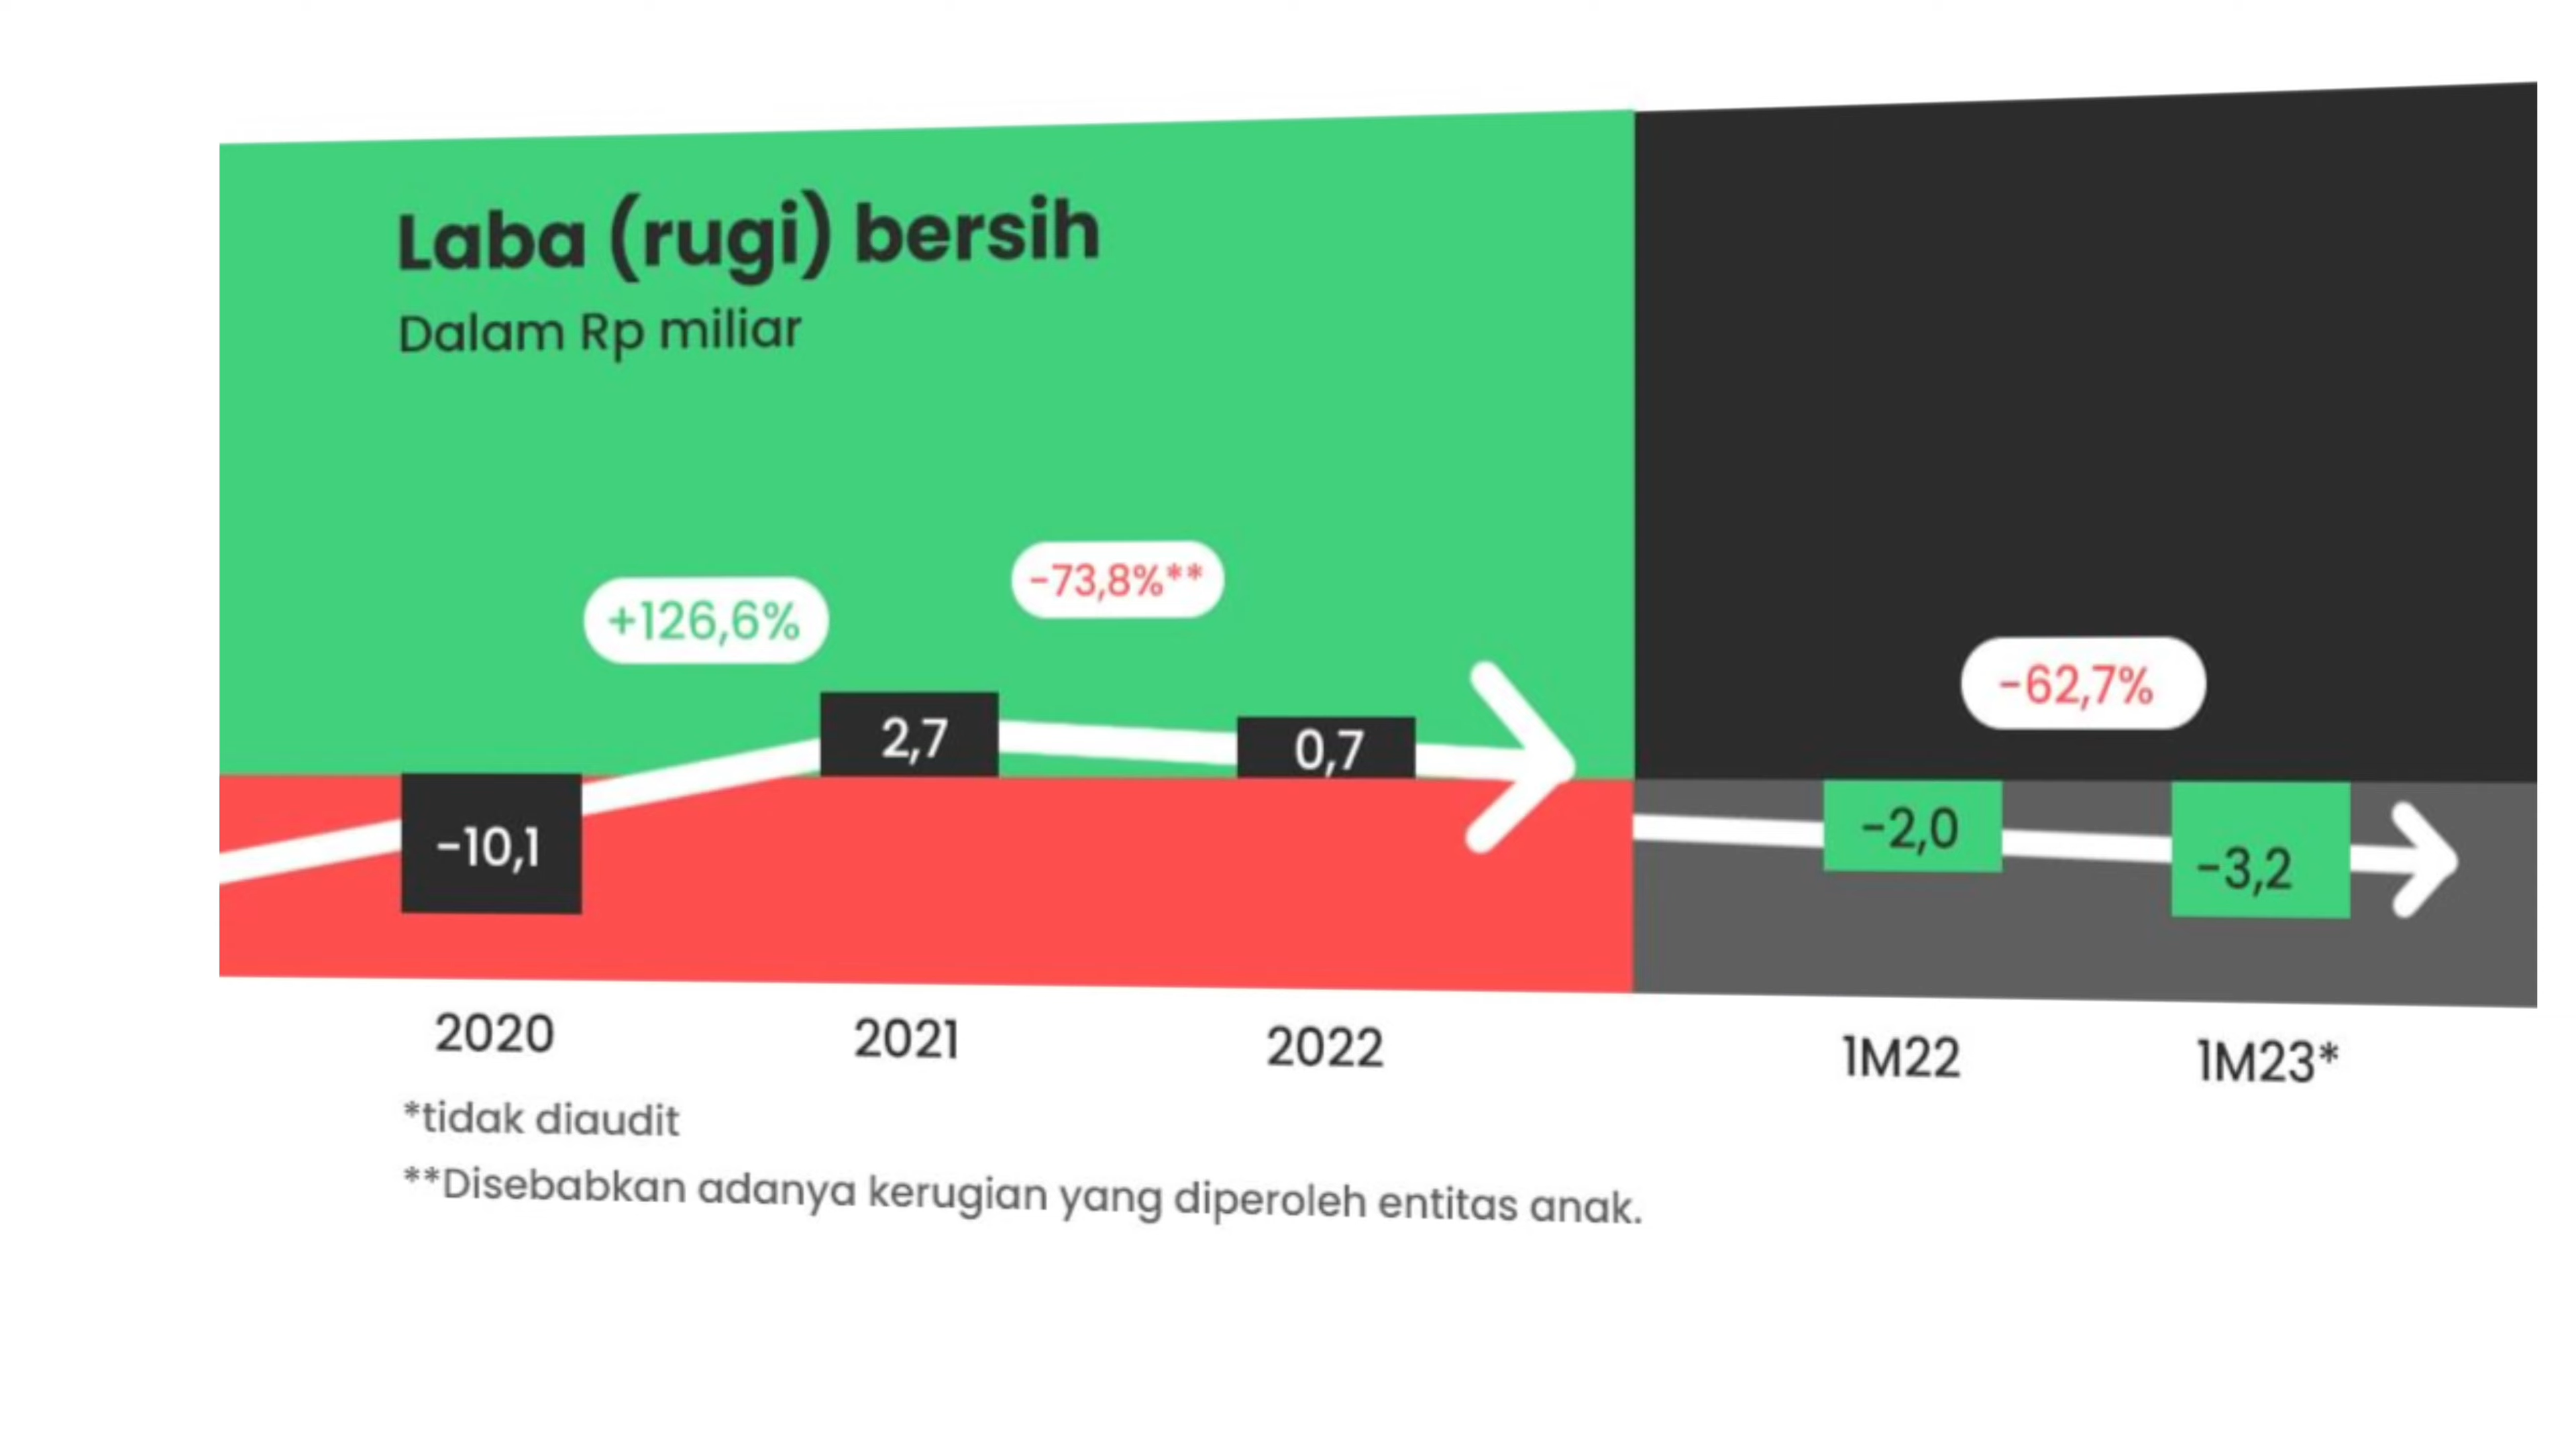 Laba (rugi) bersih
Dalam Rp miliar
+126,6%
-73,8%**
-62,7%
-10,1
2,7
0,7
-2,0
-3,2
2020
2021
2022
1M22
1M23*
*tidak diaudit
**Disebabkan adanya kerugian yang diperoleh entitas anak.